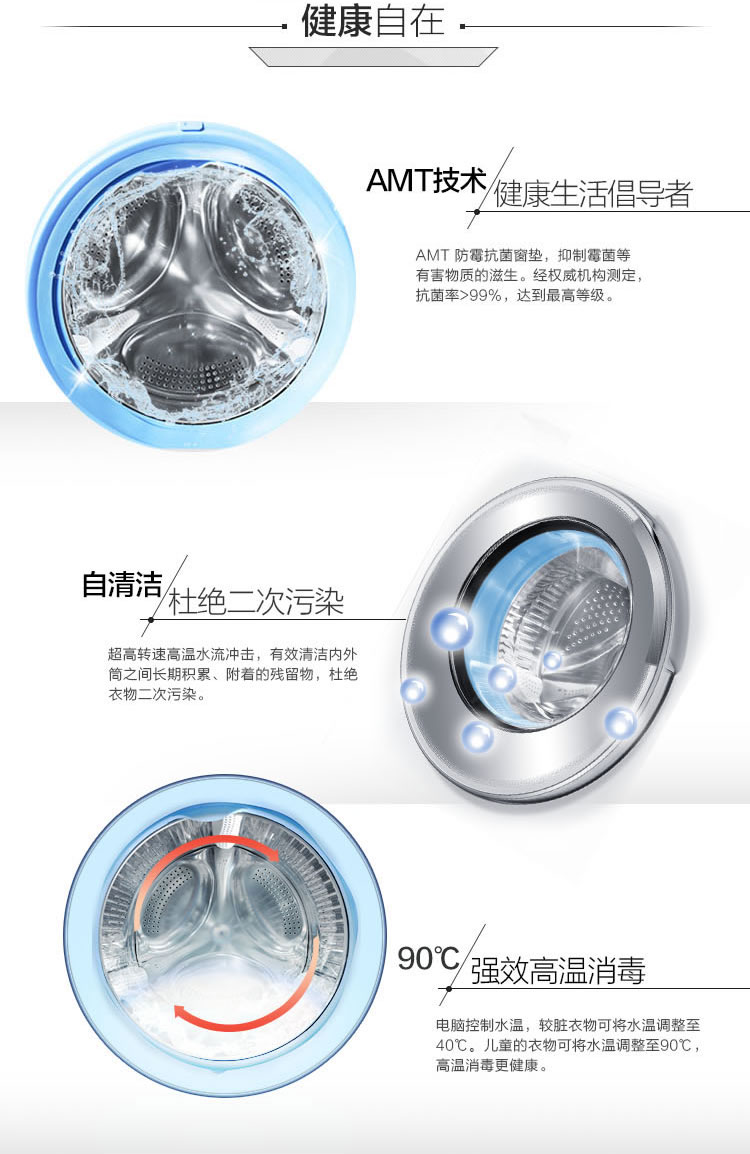 健康自在
AMT技术
健康生活倡导者
AMT 防霉抗菌窗垫，抑制霉菌等
有害物质的滋生。经权威机构测定，
抗菌率>99%，达到最高等级。
自清洁
杜绝二次污染
超高转速高温水流冲击，有效清洁内外
筒之间长期积累、附着的残留物，杜绝
衣物二次污染。
90℃
强效高温消毒
电脑控制水温，较脏衣物可将水温调整至
40℃。儿童的衣物可将水温调整至90℃，
高温消毒更健康。